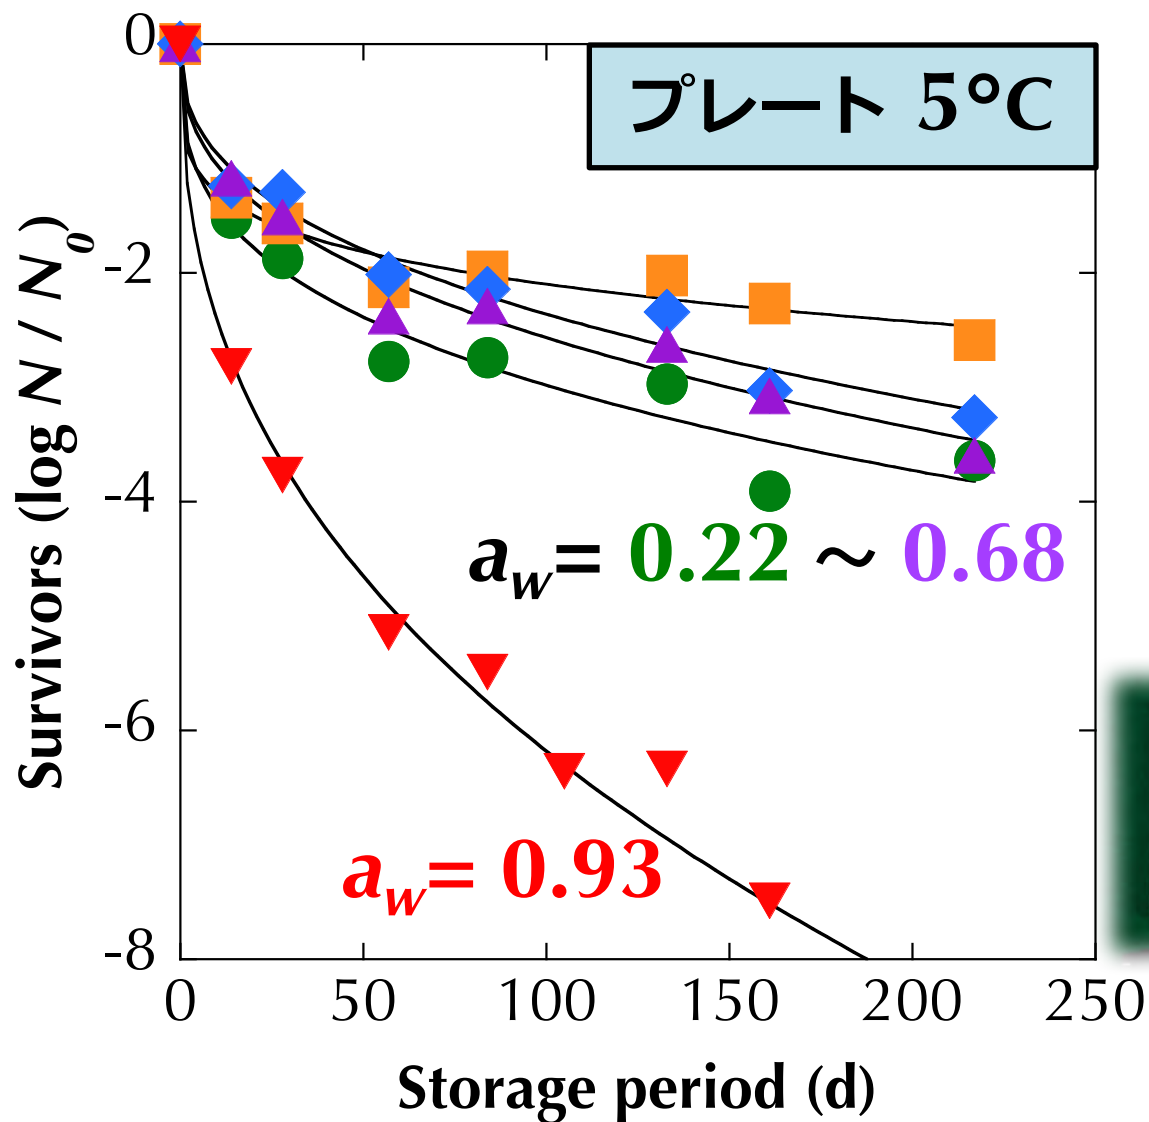 プレート 5°C
Survivors (log N / N0)
0
-2
-4
-6
-8
aw= 0.22 ～ 0.68
aw= 0.93
0 50 100 150 200 250
Storage period (d)